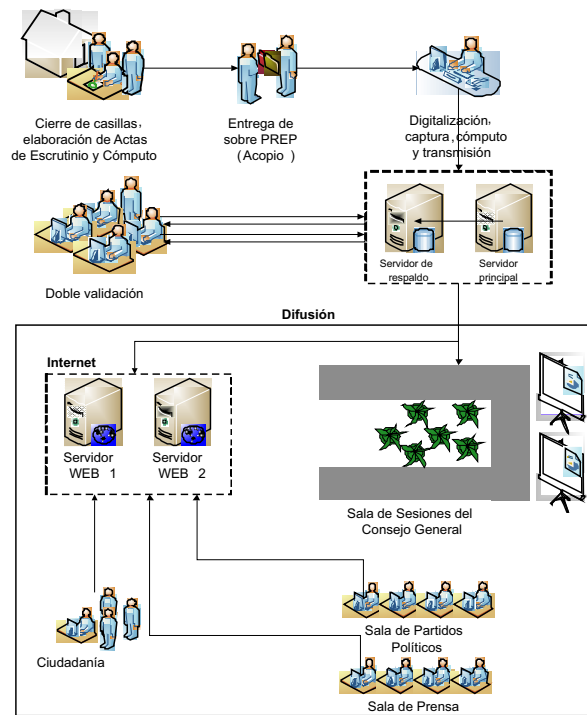 Cierre de casillas,
elaboración de Actas
de Escrutinio y Cómputo
Entrega de
sobre PREP
(Acopio )
Digitalización,
captura, cómputo
y transmisión
Servidor de
respaldo
Servidor
principal
Doble validación
Difusión
Internet
Servidor
WEB 1
Servidor
WEB 2
Sala de Sesiones del
Consejo General
Ciudadanía
Sala de Partidos
Políticos
Sala de Prensa